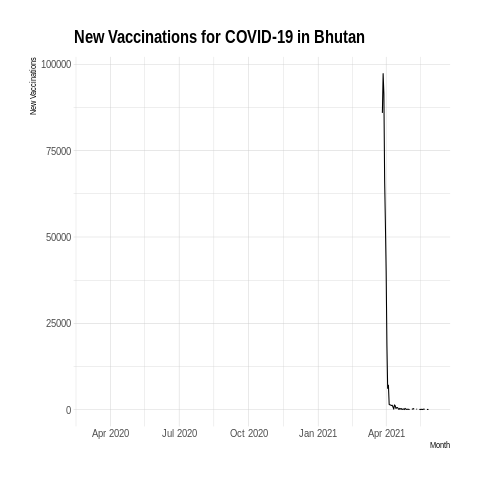 New Vaccinations for COVID-19 in Bhutan
New Vaccinations
100000
75000
50000
25000
0
Apr 2020 Jul 2020 Oct 2020 Jan 2021 Apr 2021
Month